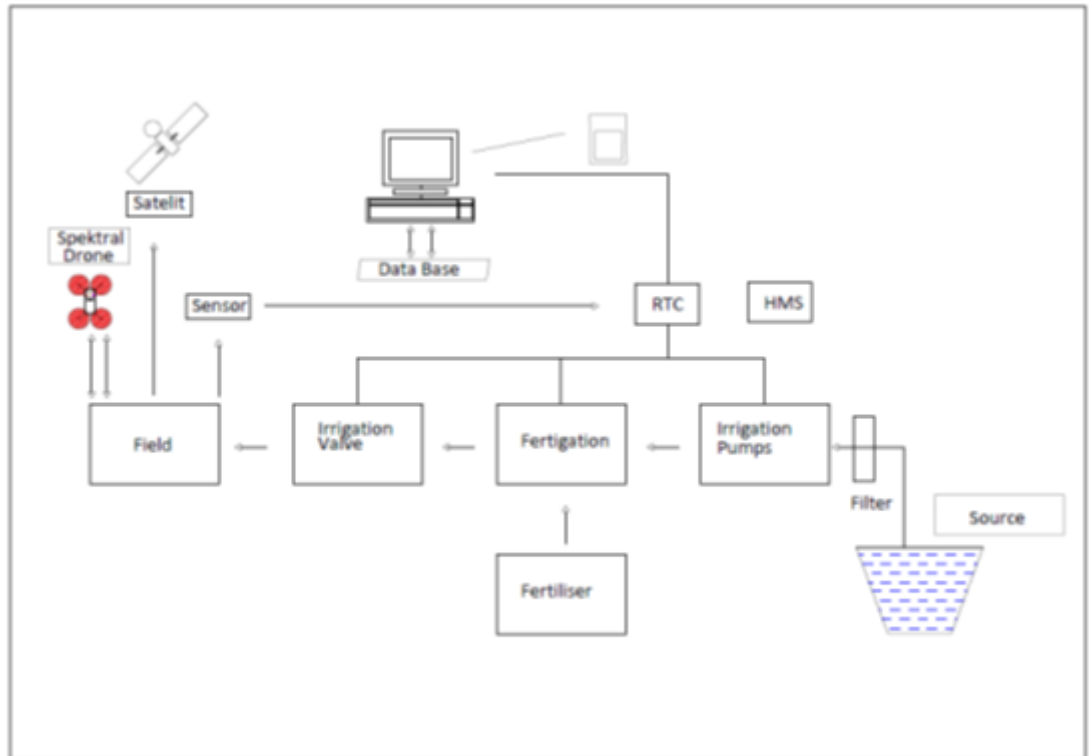 Satelit
Spektral
Drone
Data Base
Sensor
RTC
HMS
Field
Irrigation
Valve
Fertigation
Irrigation
Pumps
Filter
Source
Fertiliser